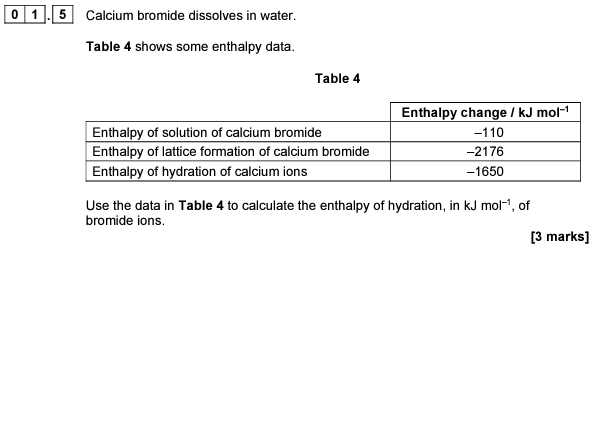 0 1 . 5 Calcium bromide dissolves in water.
Table 4 shows some enthalpy data.
Table 4
Enthalpy change / kJ mol⁻¹
Enthalpy of solution of calcium bromide –110
Enthalpy of lattice formation of calcium bromide –2176
Enthalpy of hydration of calcium ions –1650
Use the data in Table 4 to calculate the enthalpy of hydration, in kJ mol⁻¹, of
bromide ions.
[3 marks]